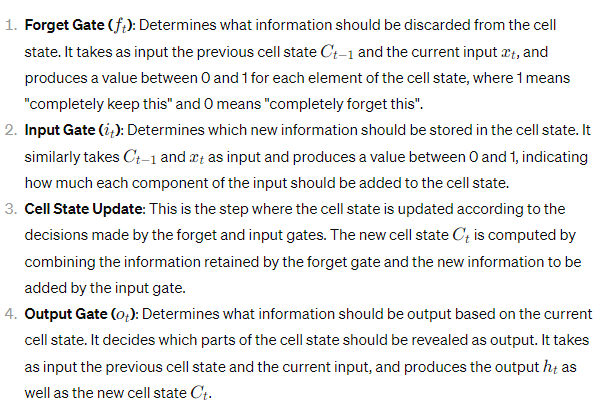 1. Forget Gate (fₜ): Determines what information should be discarded from the cell
state. It takes as input the previous cell state Cₜ₋₁ and the current input xₜ, and
produces a value between 0 and 1 for each element of the cell state, where 1 means
"completely keep this" and 0 means "completely forget this".
2. Input Gate (iₜ): Determines which new information should be stored in the cell state. It
similarly takes Cₜ₋₁ and xₜ as input and produces a value between 0 and 1, indicating
how much each component of the input should be added to the cell state.
3. Cell State Update: This is the step where the cell state is updated according to the
decisions made by the forget and input gates. The new cell state Cₜ is computed by
combining the information retained by the forget gate and the new information to be
added by the input gate.
4. Output Gate (oₜ): Determines what information should be output based on the current
cell state. It decides which parts of the cell state should be revealed as output. It takes
as input the previous cell state and the current input, and produces the output hₜ as
well as the new cell state Cₜ.